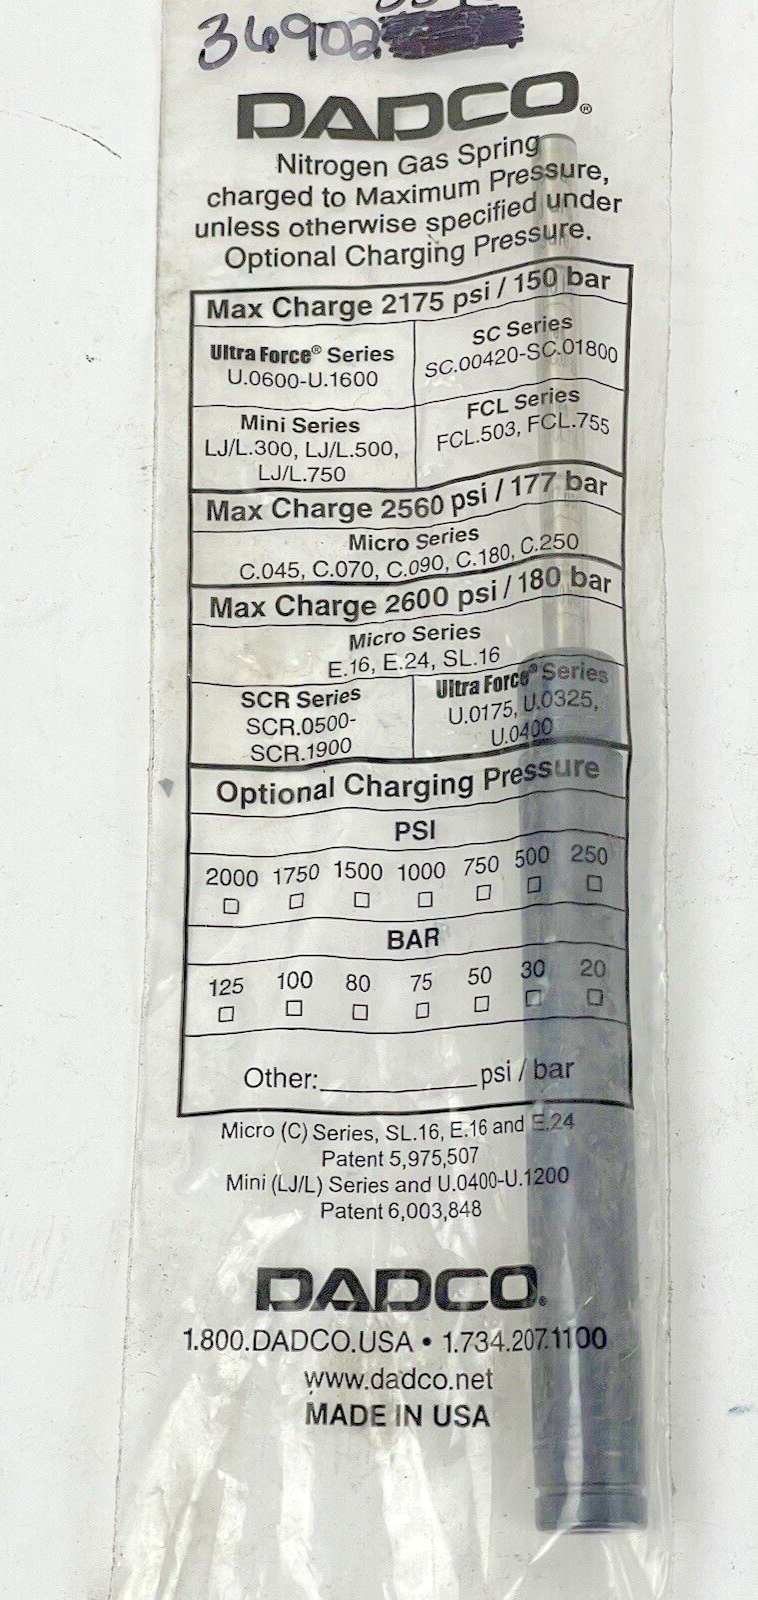 36902
DADCO®
Nitrogen Gas Spring
charged to Maximum Pressure,
unless otherwise specified under
Optional Charging Pressure.
Max Charge 2175 psi / 150 bar
Ultra Force® Series
U.0600-U.1600
SC Series
SC.00420-SC.01800
Mini Series
LJ/L.300, LJ/L.500,
LJ/L.750
FCL Series
FCL.503, FCL.755
Max Charge 2560 psi / 177 bar
Micro Series
C.045, C.070, C.090, C.180, C.250
Max Charge 2600 psi / 180 bar
Micro Series
E.16, E.24, SL.16
SCR Series
SCR.0500-
SCR.1900
Ultra Force® Series
U.0175, U.0325,
U.0400
Optional Charging Pressure
PSI
2000 1750 1500 1000 750 500 250
BAR
125 100 80 75 50 30 20
Other:____________psi / bar
Micro (C) Series, SL.16, E.16 and E.24
Patent 5,975,507
Mini (LJ/L) Series and U.0400-U.1200
Patent 6,003,848
DADCO®
1.800.DADCO.USA • 1.734.207.1100
www.dadco.net
MADE IN USA